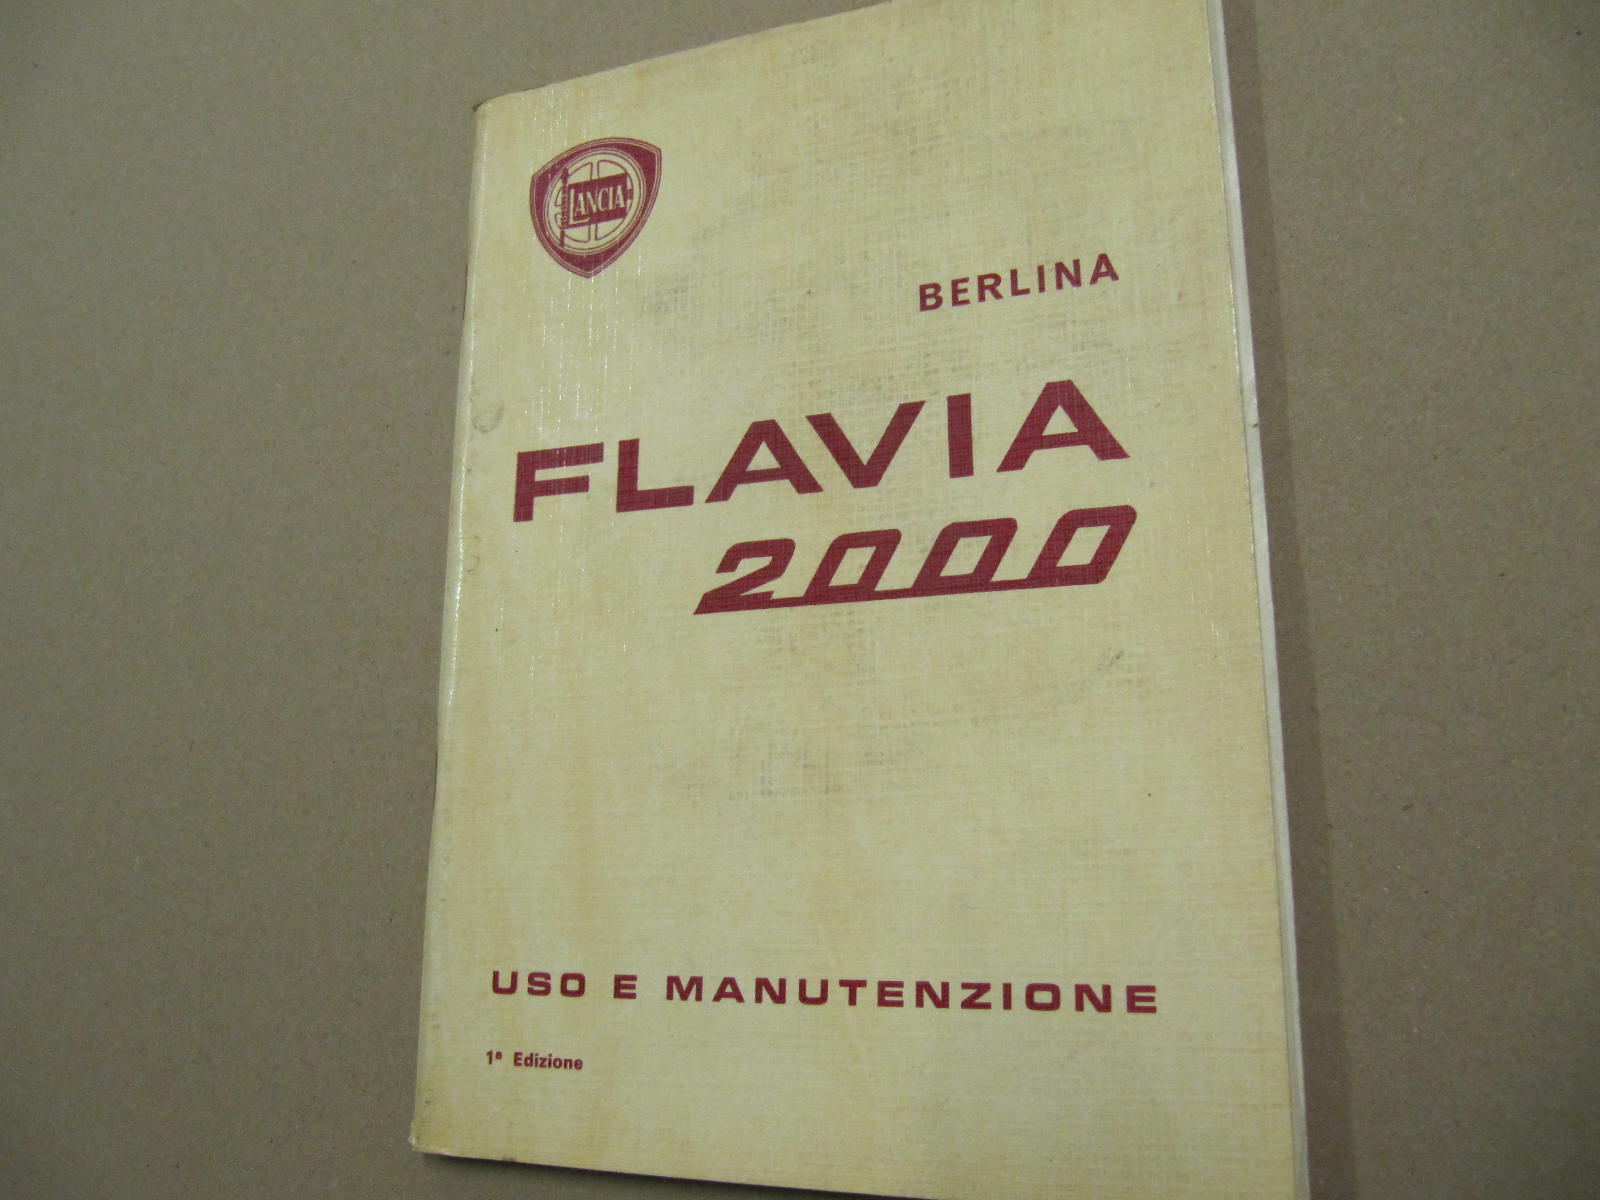 LANCIA
BERLINA
FLAVIA
2000
USO E MANUTENZIONE
1ª Edizione